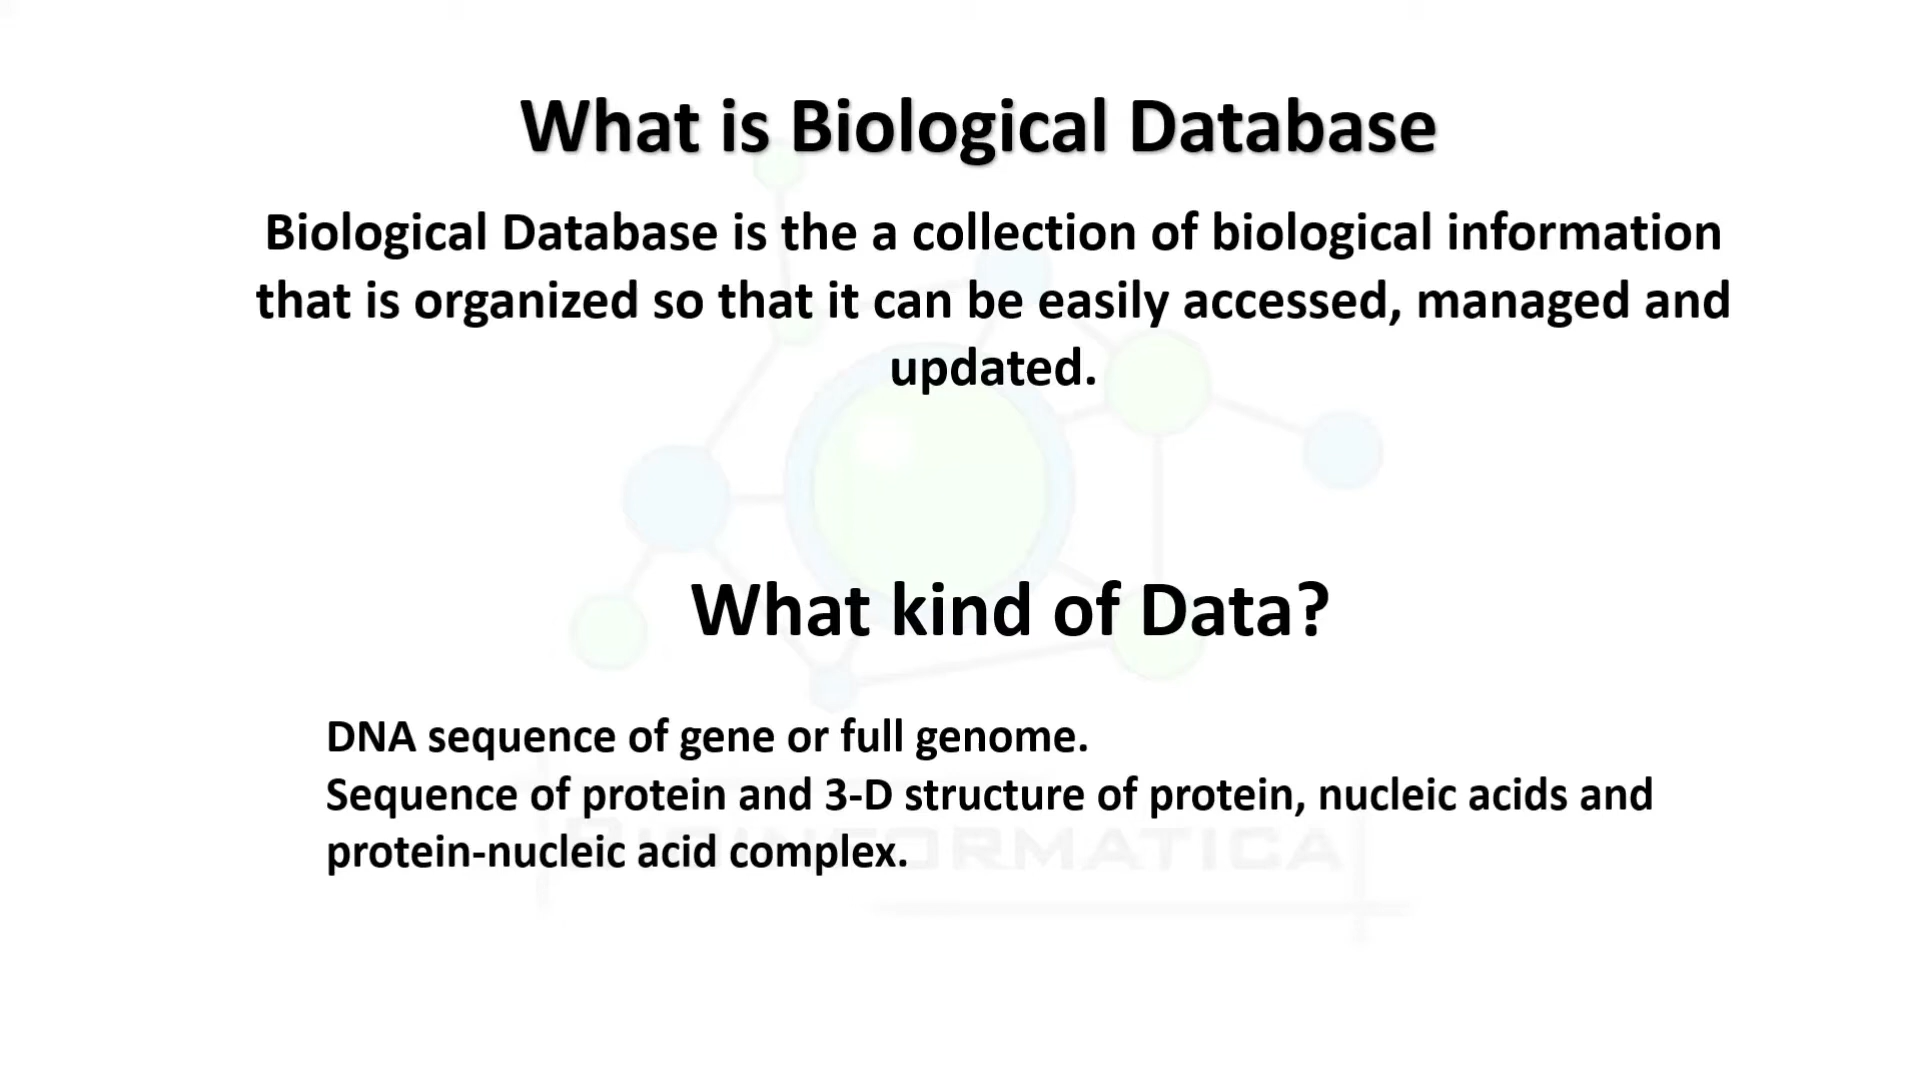 What is Biological Database
Biological Database is the a collection of biological information
that is organized so that it can be easily accessed, managed and
updated.
What kind of Data?
DNA sequence of gene or full genome.
Sequence of protein and 3-D structure of protein, nucleic acids and
protein-nucleic acid complex.
BIOINFORMATICA